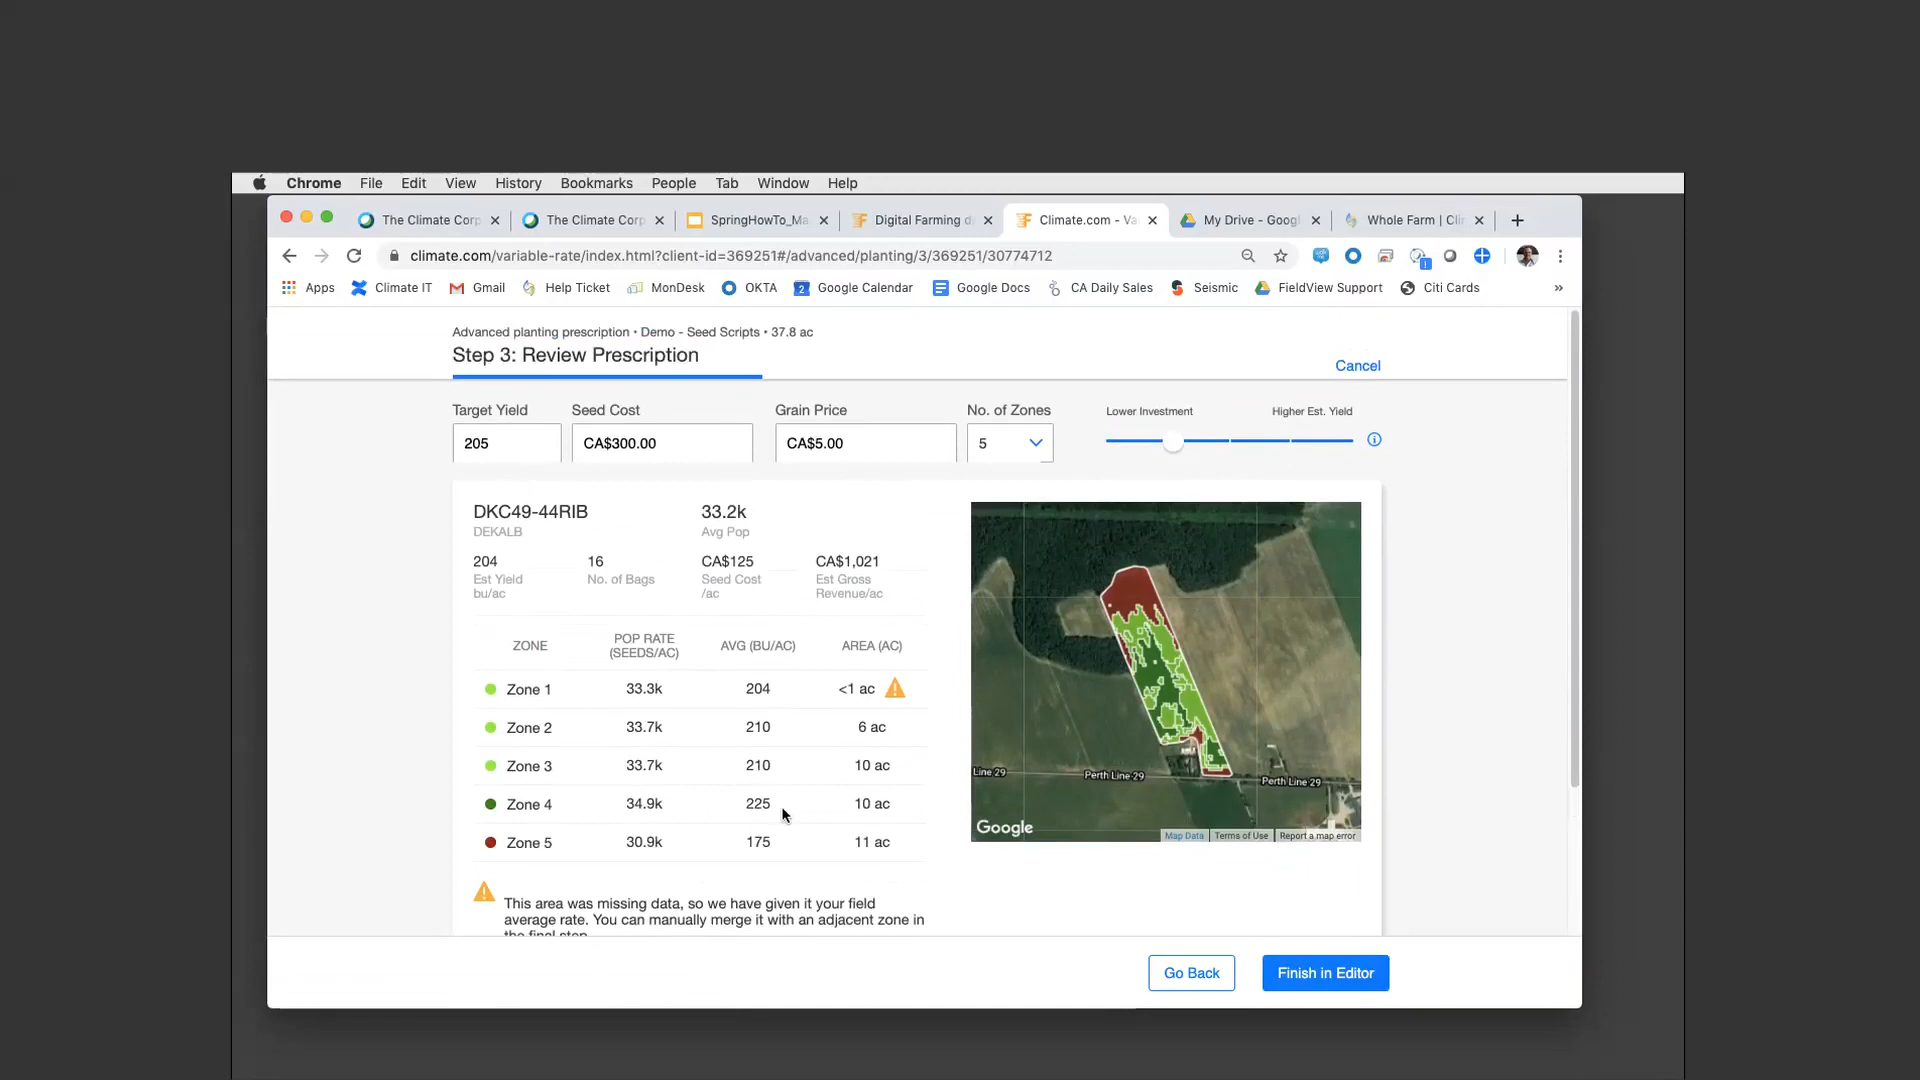 Chrome File Edit View History Bookmarks People Tab Window Help
The Climate Corp The Climate Corp SpringHowTo_Ma Digital Farming d Climate.com - Va My Drive - Googl Whole Farm | Clin
climate.com/variable-rate/index.html?client-id=369251#/advanced/planting/3/369251/30774712
Apps Climate IT Gmail Help Ticket MonDesk OKTA 2 Google Calendar Google Docs CA Daily Sales Seismic FieldView Support Citi Cards »
Advanced planting prescription • Demo - Seed Scripts • 37.8 ac
Step 3: Review Prescription
Cancel
Target Yield Seed Cost Grain Price No. of Zones Lower Investment Higher Est. Yield
205 CA$300.00 CA$5.00 5
DKC49-44RIB 33.2k
DEKALB Avg Pop
204 16 CA$125 CA$1,021
Est Yield No. of Bags Seed Cost Est Gross
bu/ac /ac Revenue/ac
ZONE POP RATE (SEEDS/AC) AVG (BU/AC) AREA (AC)
Zone 1 33.3k 204 <1 ac
Zone 2 33.7k 210 6 ac
Zone 3 33.7k 210 10 ac
Zone 4 34.9k 225 10 ac
Zone 5 30.9k 175 11 ac
This area was missing data, so we have given it your field
average rate. You can manually merge it with an adjacent zone in
the final step
Line 29 Perth Line 29 Perth Line 29
Google Map Data Terms of Use Report a map error
Go Back Finish in Editor